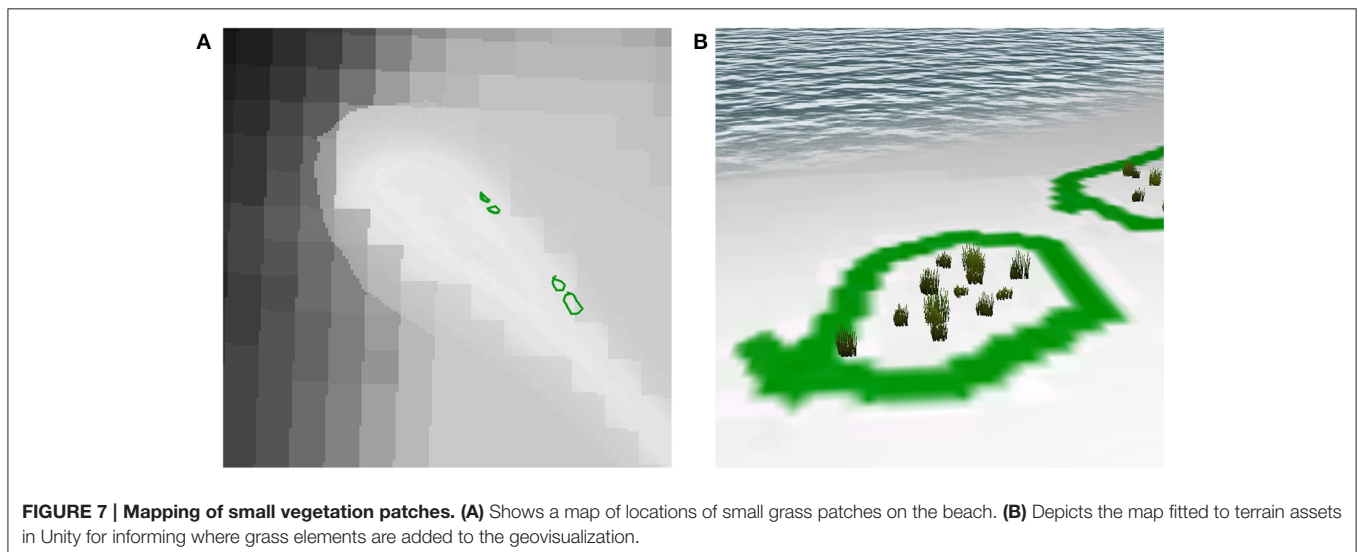 A
B
FIGURE 7 | Mapping of small vegetation patches. (A) Shows a map of locations of small grass patches on the beach. (B) Depicts the map fitted to terrain assets
in Unity for informing where grass elements are added to the geovisualization.